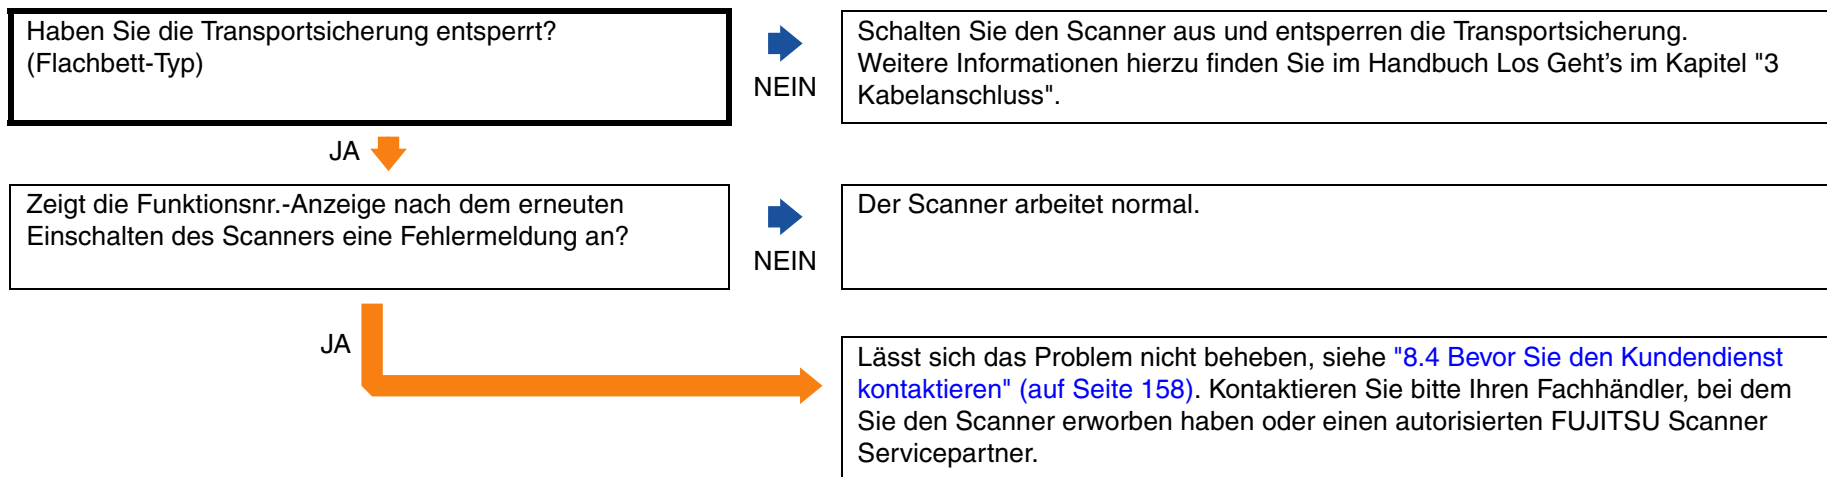 Haben Sie die Transportsicherung entsperrt?
(Flachbett-Typ)
NEIN
Schalten Sie den Scanner aus und entsperren die Transportsicherung.
Weitere Informationen hierzu finden Sie im Handbuch Los Geht’s im Kapitel "3
Kabelanschluss".
JA
Zeigt die Funktionsnr.-Anzeige nach dem erneuten
Einschalten des Scanners eine Fehlermeldung an?
NEIN
Der Scanner arbeitet normal.
JA
Lässt sich das Problem nicht beheben, siehe "8.4 Bevor Sie den Kundendienst
kontaktieren" (auf Seite 158). Kontaktieren Sie bitte Ihren Fachhändler, bei dem
Sie den Scanner erworben haben oder einen autorisierten FUJITSU Scanner
Servicepartner.